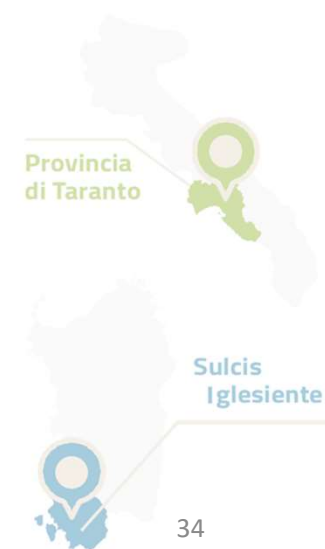 Provincia
di Taranto
Sulcis
Iglesiente
34